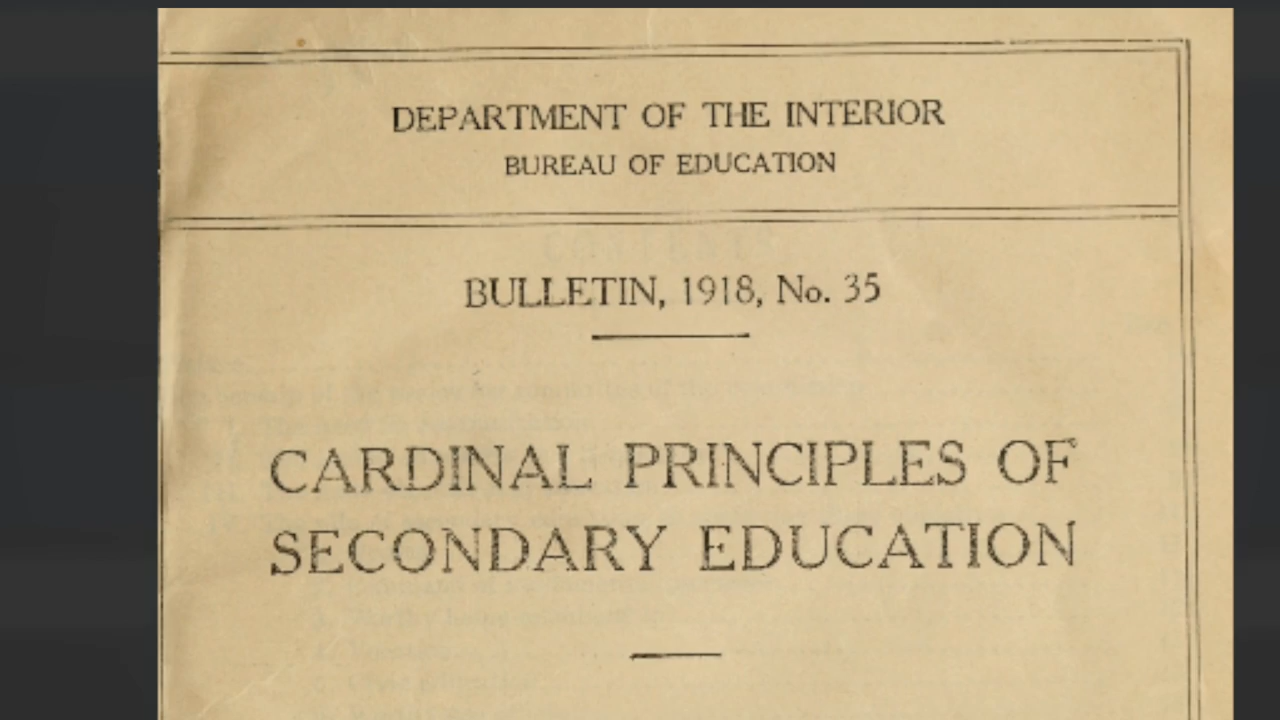 DEPARTMENT OF THE INTERIOR
BUREAU OF EDUCATION
BULLETIN, 1918, No. 35
CARDINAL PRINCIPLES OF
SECONDARY EDUCATION